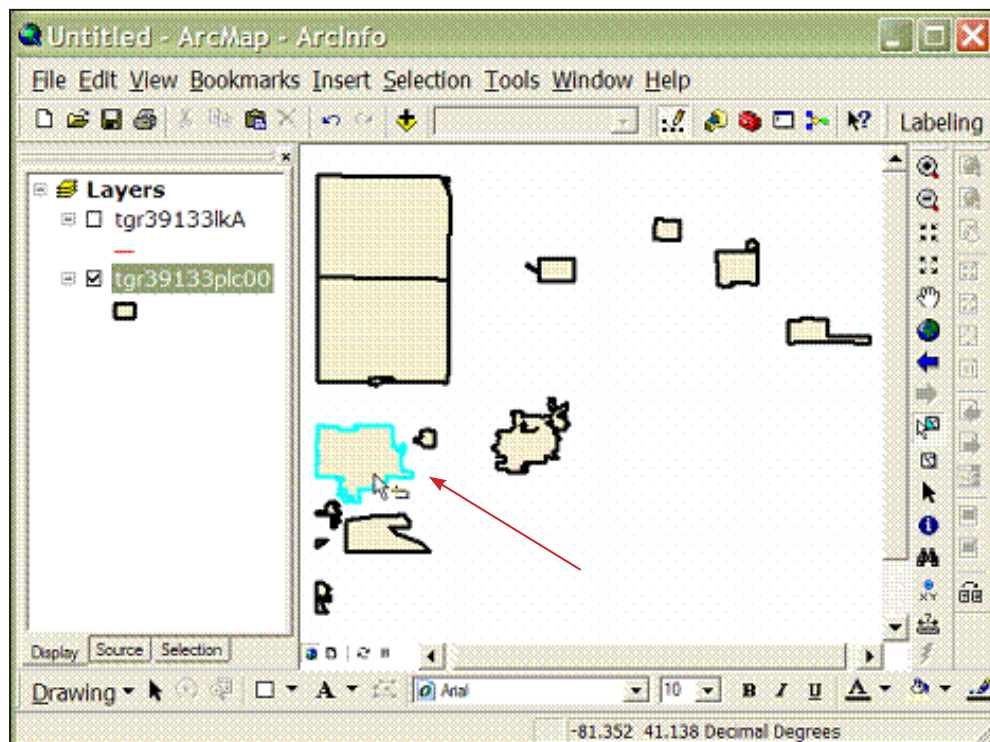 Untitled - ArcMap - ArcInfo
File Edit View Bookmarks Insert Selection Tools Window Help
Labeling
Layers
tgr39133lkA
tgr39133plc00
Display Source Selection
Drawing A Arial 10 B I U A
-81.352 41.138 Decimal Degrees